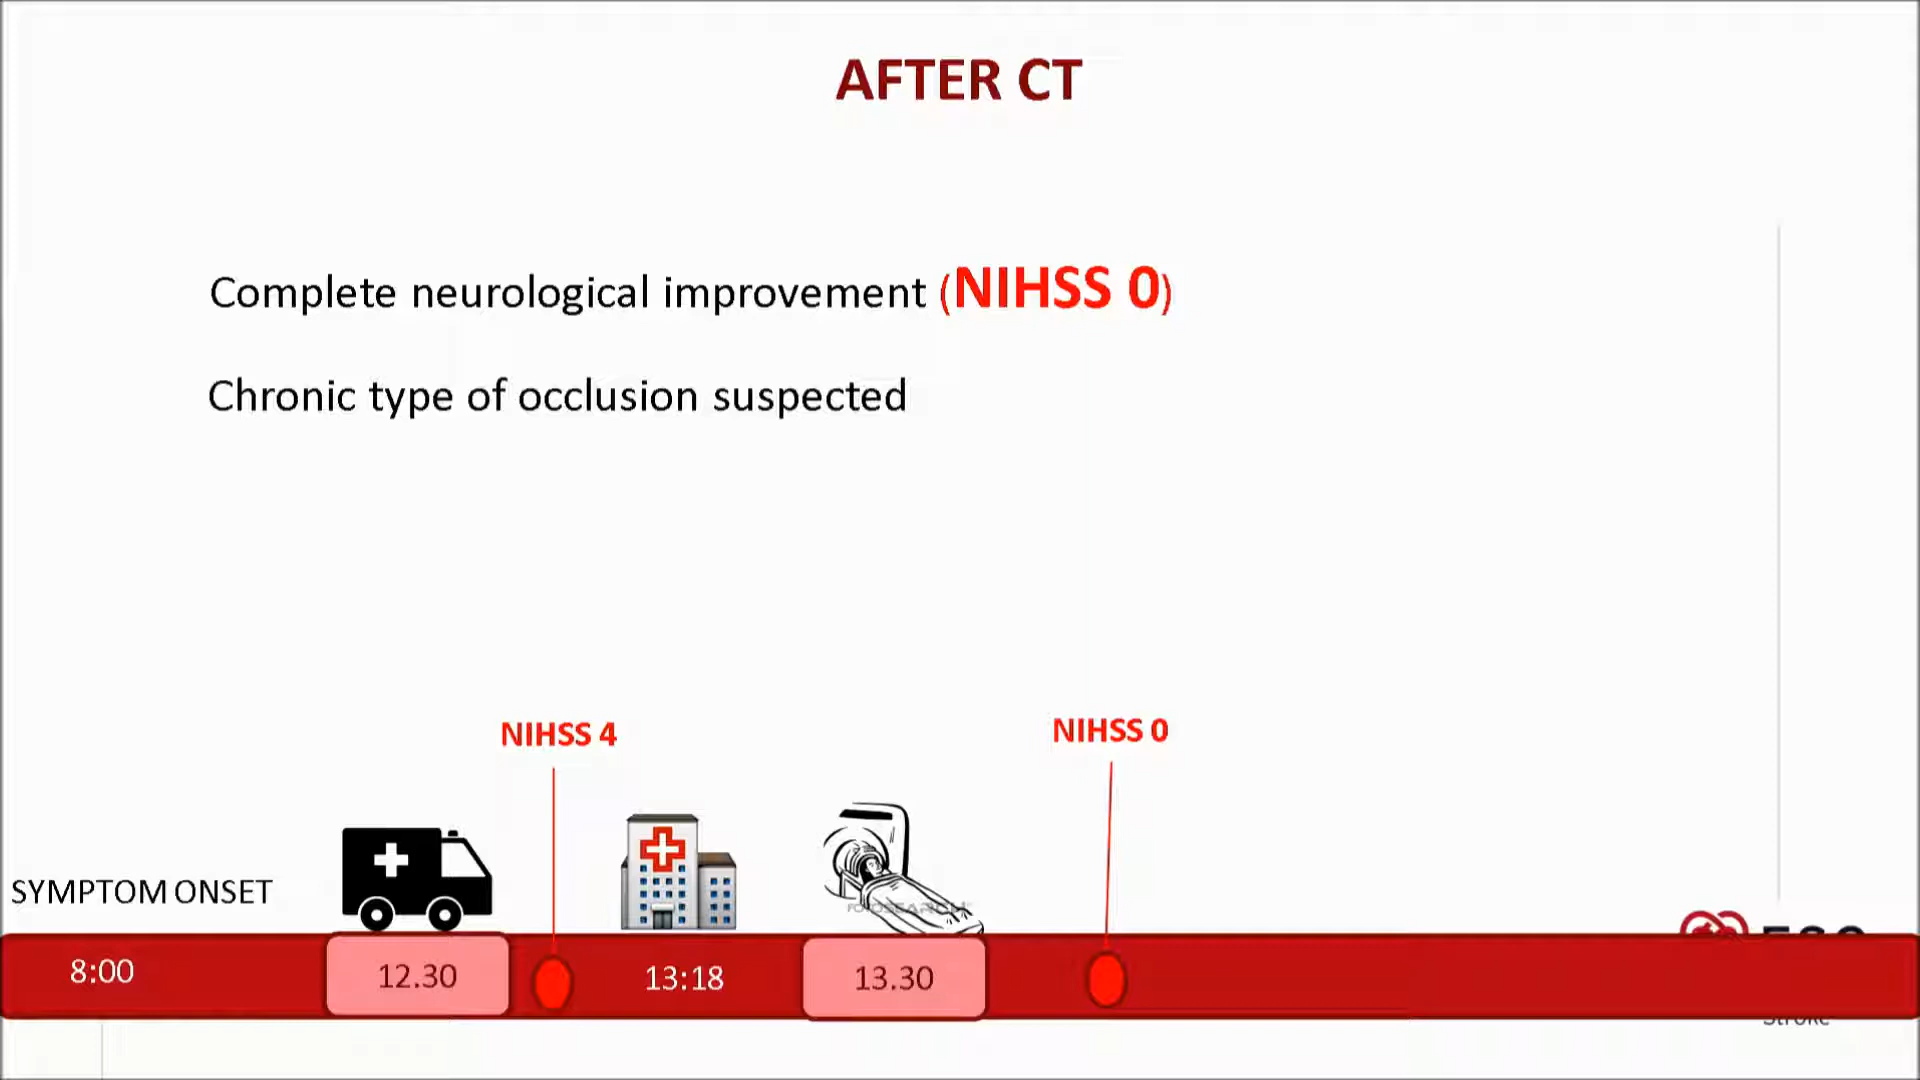 AFTER CT
Complete neurological improvement (NIHSS 0)
Chronic type of occlusion suspected
NIHSS 4
NIHSS 0
SYMPTOM ONSET
FOTOSEARCH
8:00
12.30
13:18
13.30